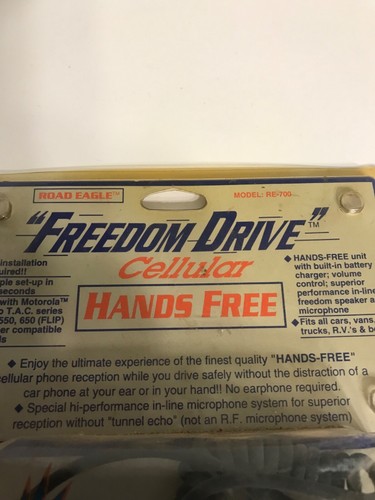 ROAD EAGLE™
MODEL: RE-700
"FREEDOM DRIVE"™
Cellular
HANDS FREE
installation
uired!!
ple set-up in
seconds
with Motorola™
o T.A.C. series
550, 650 (FLIP)
er compatible
ls
◆ HANDS-FREE unit
with built-in battery
charger; volume
control; superior
performance in-line
freedom speaker a
microphone
◆ Fits all cars, vans,
trucks, R.V.'s & b
◆ Enjoy the ultimate experience of the finest quality "HANDS-FREE"
cellular phone reception while you drive safely without the distraction of a
car phone at your ear or in your hand!! No earphone required.
◆ Special hi-performance in-line microphone system for superior
reception without "tunnel echo" (not an R.F. microphone system)